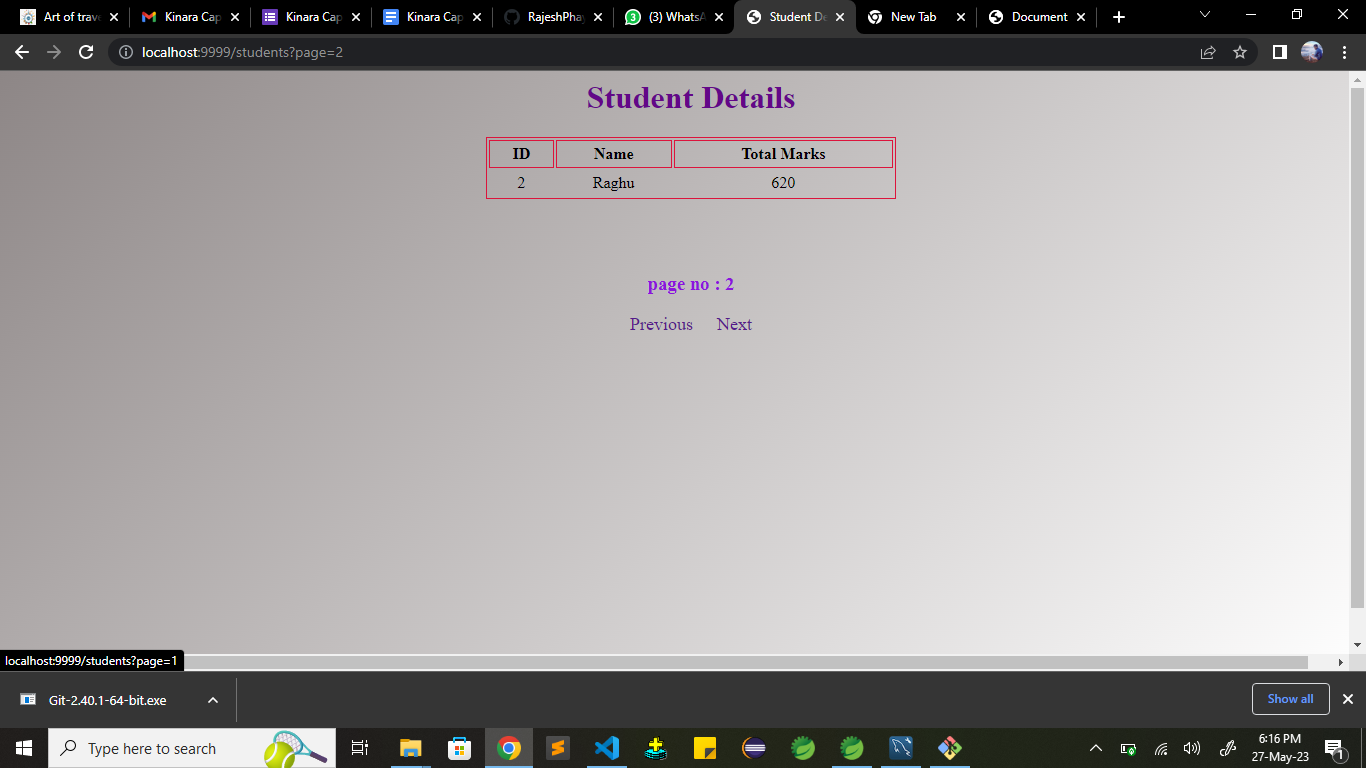 Art of trave
Kinara Cap
Kinara Cap
Kinara Cap
RajeshPhay
(3) WhatsA
Student De
New Tab
Document
localhost:9999/students?page=2
Student Details
ID Name Total Marks
2 Raghu 620
page no : 2
Previous Next
localhost:9999/students?page=1
Git-2.40.1-64-bit.exe
Show all
Type here to search
6:16 PM
27-May-23
1